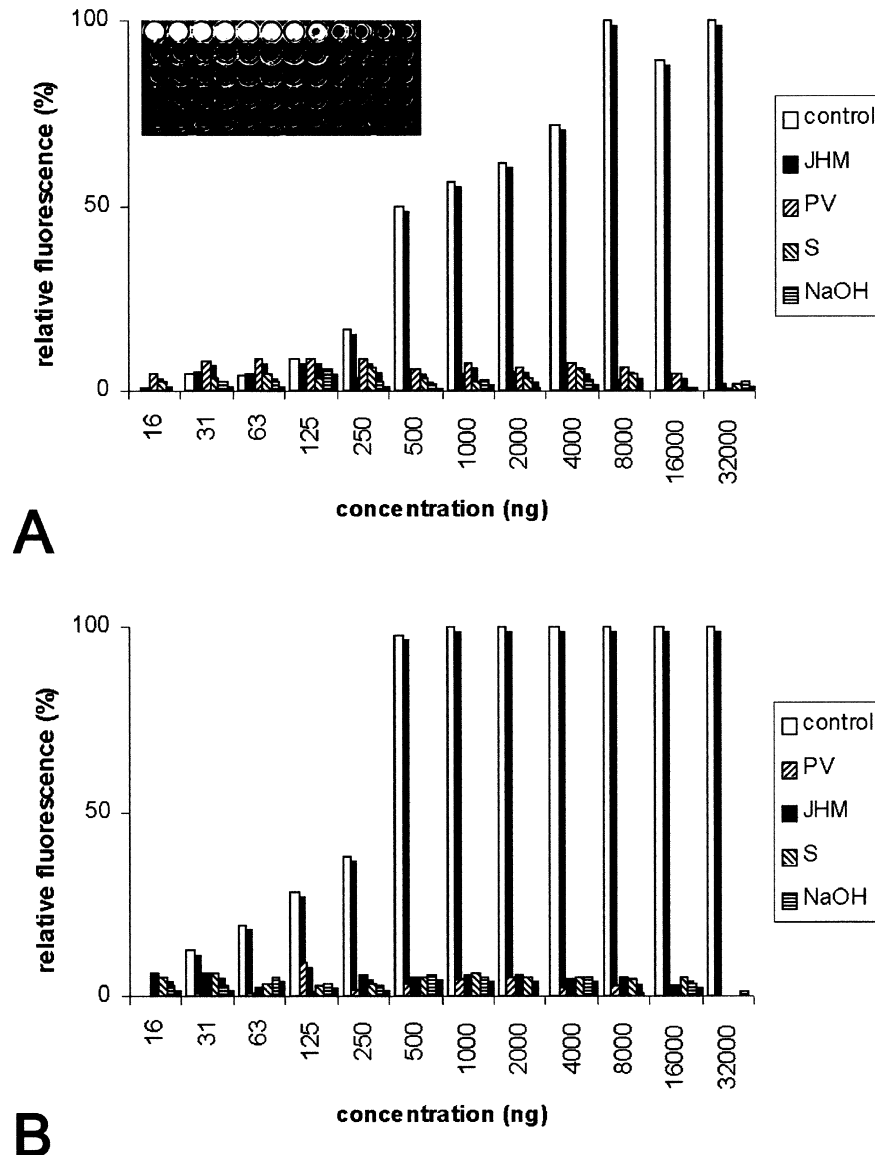 100
50
0
relative fluorescence (%)
16
31
63
125
250
500
1000
2000
4000
8000
16000
32000
concentration (ng)
control
JHM
PV
S
NaOH
A
100
50
0
relative fluorescence (%)
16
31
63
125
250
500
1000
2000
4000
8000
16000
32000
concentration (ng)
control
PV
JHM
S
NaOH
B